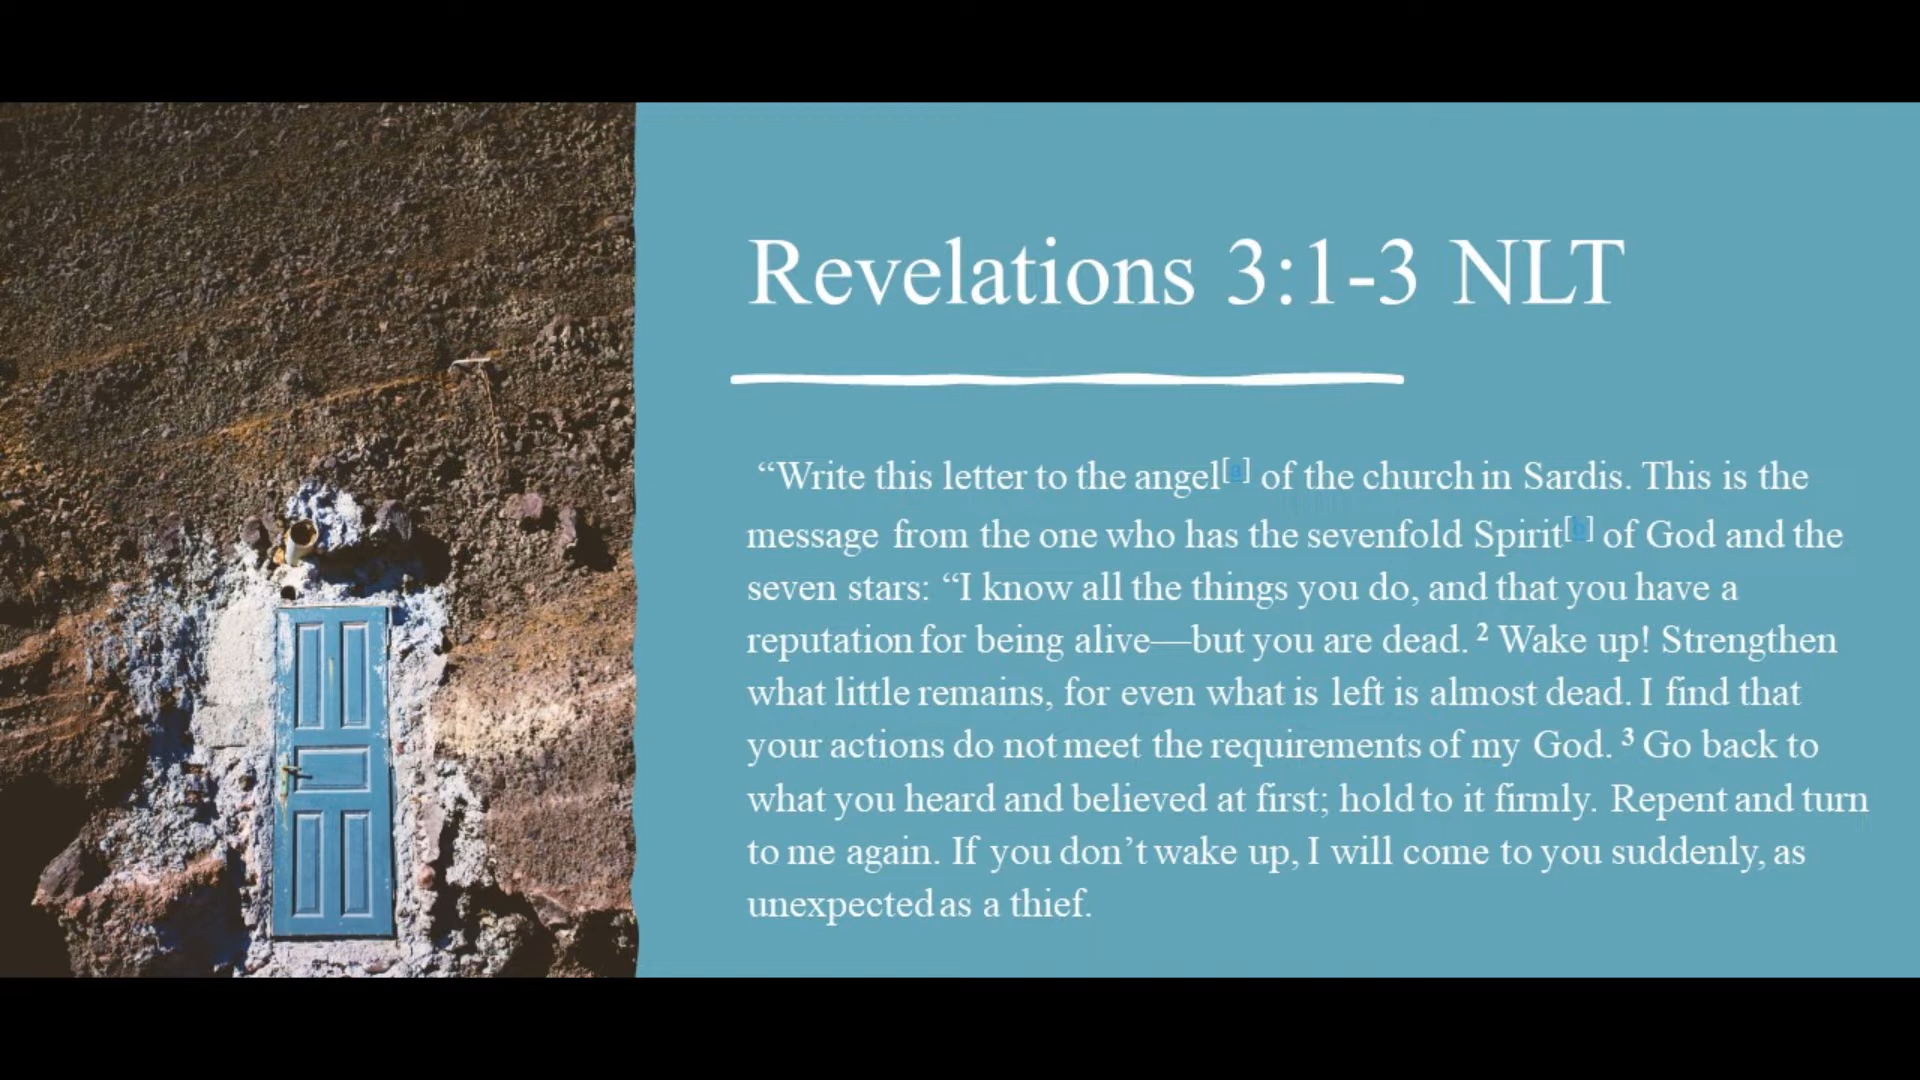 Revelations 3:1-3 NLT
“Write this letter to the angel[a] of the church in Sardis. This is the
message from the one who has the sevenfold Spirit[b] of God and the
seven stars: “I know all the things you do, and that you have a
reputation for being alive—but you are dead. 2 Wake up! Strengthen
what little remains, for even what is left is almost dead. I find that
your actions do not meet the requirements of my God. 3 Go back to
what you heard and believed at first; hold to it firmly. Repent and turn
to me again. If you don’t wake up, I will come to you suddenly, as
unexpected as a thief.